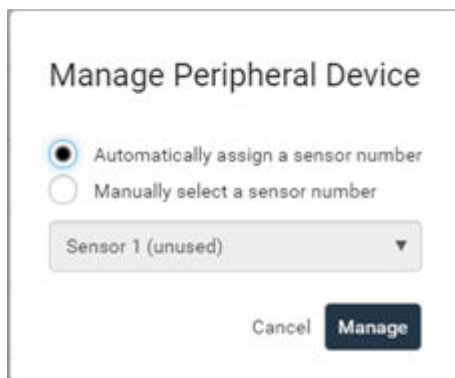 Manage Peripheral Device
Automatically assign a sensor number
Manually select a sensor number
Sensor 1 (unused)
Cancel Manage